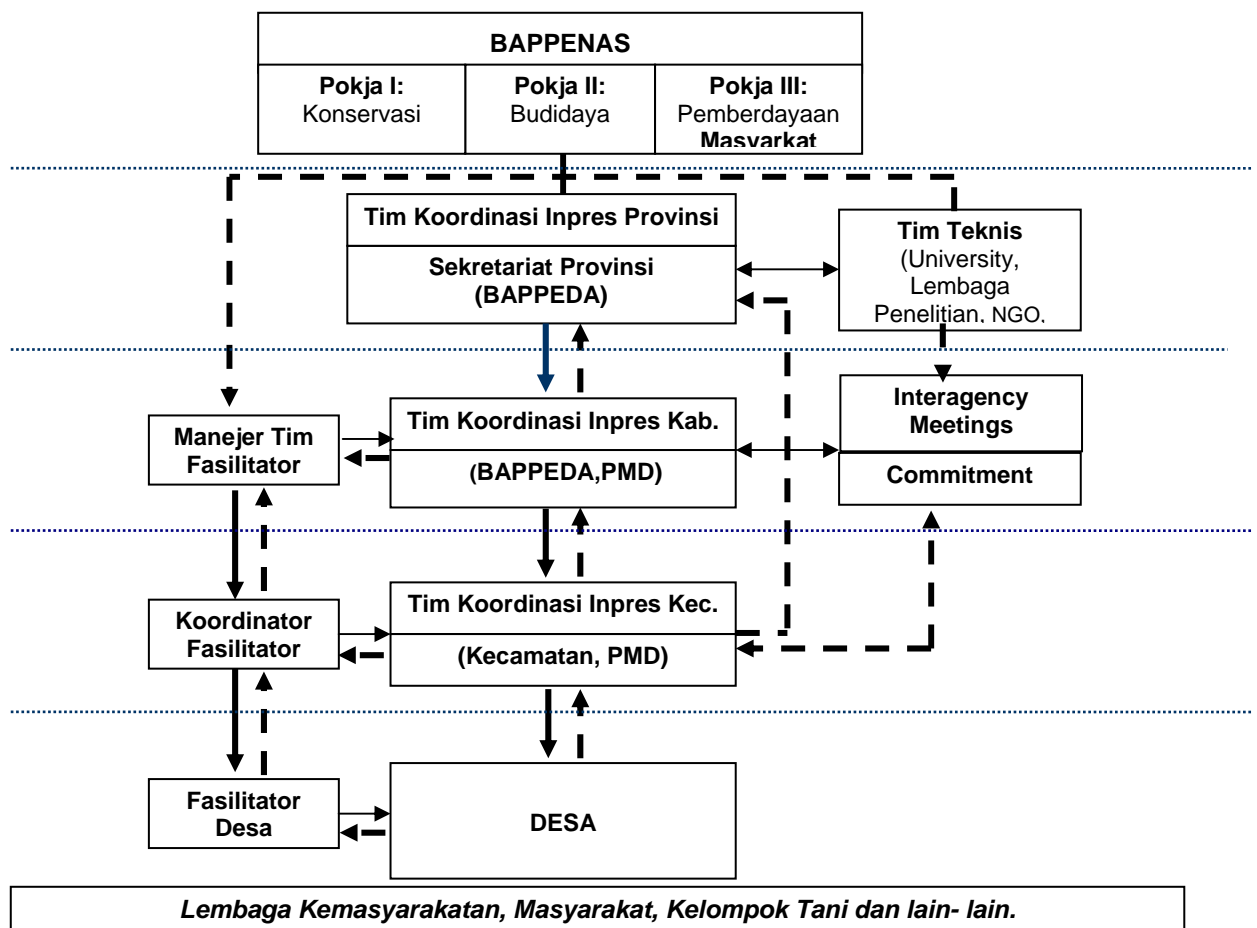 BAPPENAS
Pokja I:
Konservasi
Pokja II:
Budidaya
Pokja III:
Pemberdayaan
Masyarkat
Tim Koordinasi Inpres Provinsi
Sekretariat Provinsi
(BAPPEDA)
Tim Teknis
(University,
Lembaga
Penelitian, NGO,
Manejer Tim
Fasilitator
Tim Koordinasi Inpres Kab.
(BAPPEDA,PMD)
Interagency
Meetings
Commitment
Koordinator
Fasilitator
Tim Koordinasi Inpres Kec.
(Kecamatan, PMD)
Fasilitator
Desa
DESA
Lembaga Kemasyarakatan, Masyarakat, Kelompok Tani dan lain- lain.